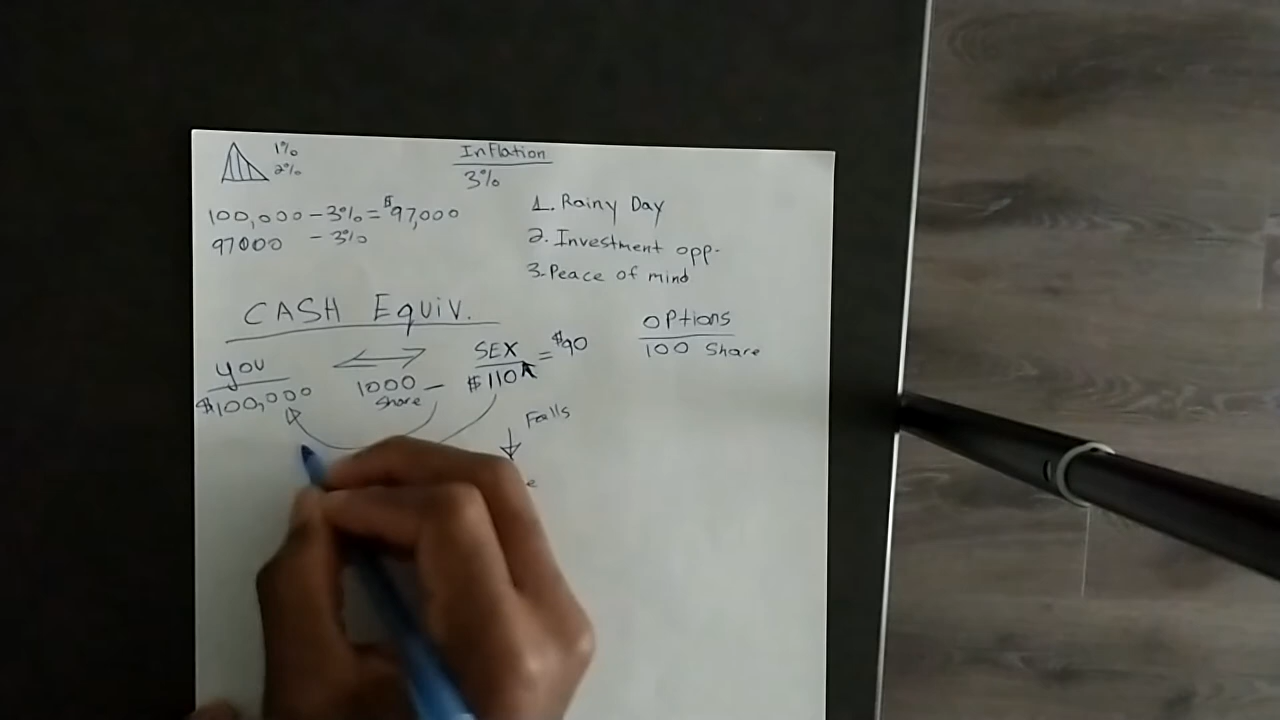 1%
2%
Inflation
3%
100,000 - 3% = $97,000
97000 - 3%
1. Rainy Day
2. Investment opp-
3. Peace of mind
CASH Equiv.
you
$100,000
1000
Share
SEX = $90
$110
Options
100 Share
Falls
e